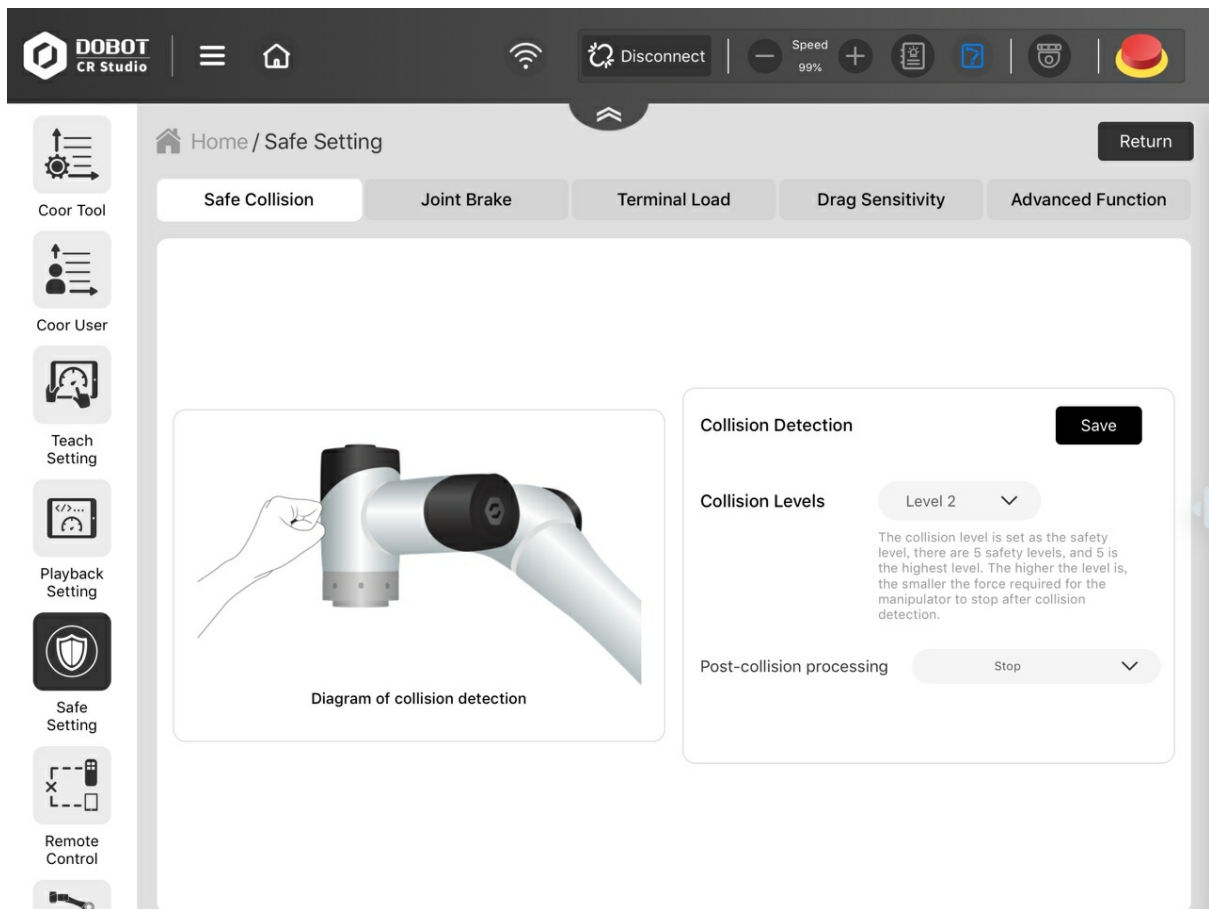 DOBOT
CR Studio
Disconnect
Speed
99%
Home / Safe Setting
Return
Safe Collision
Joint Brake
Terminal Load
Drag Sensitivity
Advanced Function
Coor Tool
Coor User
Teach
Setting
Playback
Setting
Safe
Setting
Remote
Control
Diagram of collision detection
Collision Detection
Save
Collision Levels
Level 2
The collision level is set as the safety
level, there are 5 safety levels, and 5 is
the highest level. The higher the level is,
the smaller the force required for the
manipulator to stop after collision
detection.
Post-collision processing
Stop